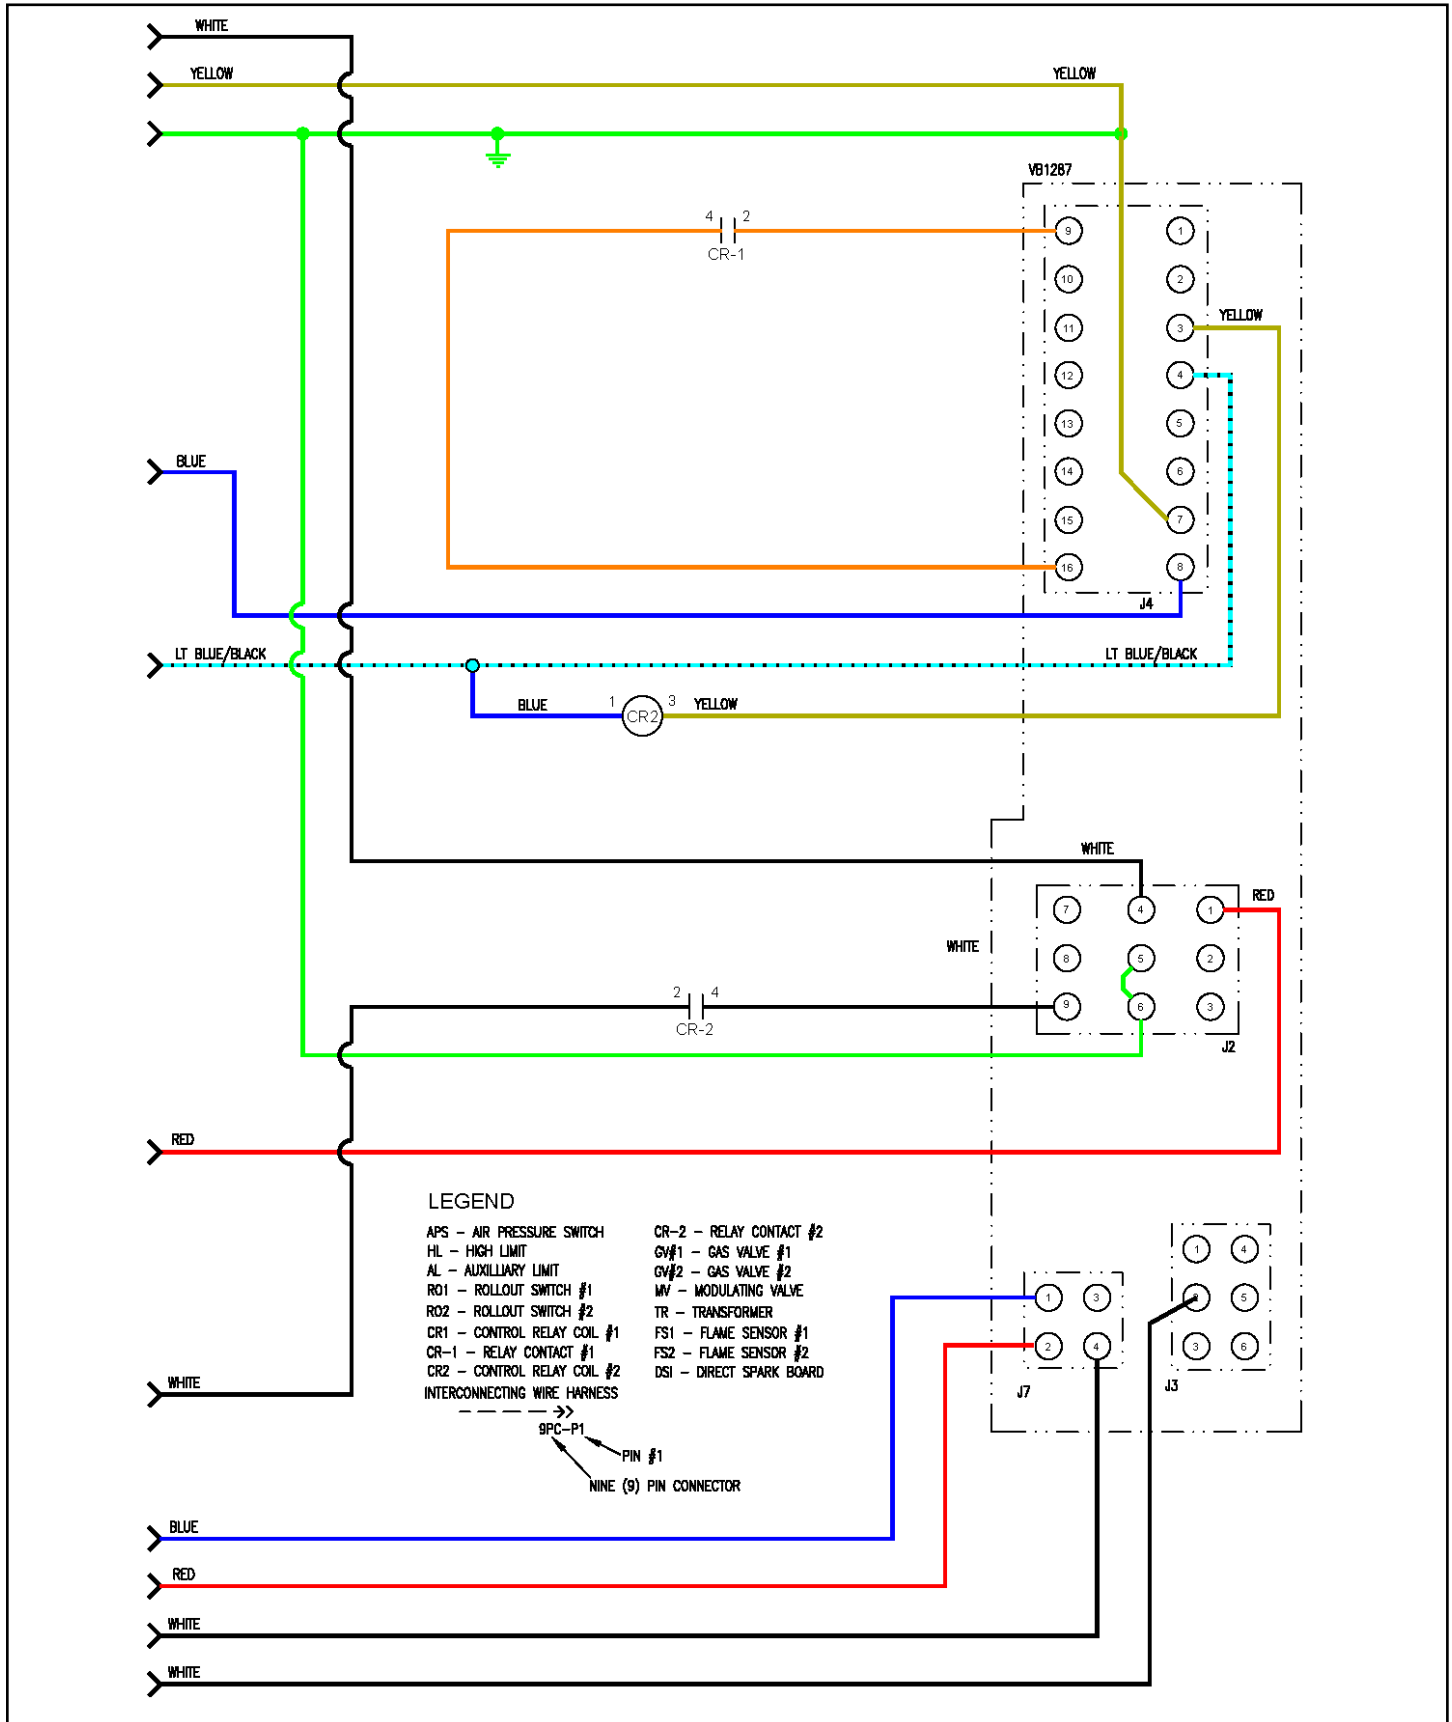 WHITE
YELLOW YELLOW
VB1287
4 2
CR-1
9 1
10 2
YELLOW
11 3
12 4
13 5
BLUE
14 6
15 7
16 8
J4
LT BLUE/BLACK LT BLUE/BLACK
BLUE 1 CR2 3 YELLOW
WHITE
RED
7 4 1
WHITE
8 5 2
2 4
CR-2
9 6 3
J2
RED
LEGEND
APS – AIR PRESSURE SWITCH
HL – HIGH LIMIT
AL – AUXILLIARY LIMIT
RO1 – ROLLOUT SWITCH #1
RO2 – ROLLOUT SWITCH #2
CR1 – CONTROL RELAY COIL #1
CR-1 – RELAY CONTACT #1
CR2 – CONTROL RELAY COIL #2
INTERCONNECTING WIRE HARNESS
CR-2 – RELAY CONTACT #2
GV#1 – GAS VALVE #1
GV#2 – GAS VALVE #2
MV – MODULATING VALVE
TR – TRANSFORMER
FS1 – FLAME SENSOR #1
FS2 – FLAME SENSOR #2
DSI – DIRECT SPARK BOARD
9PC-P1
PIN #1
NINE (9) PIN CONNECTOR
1 4
1 3
2 5
2 4
3 6
J7
J3
WHITE
BLUE
RED
WHITE
WHITE